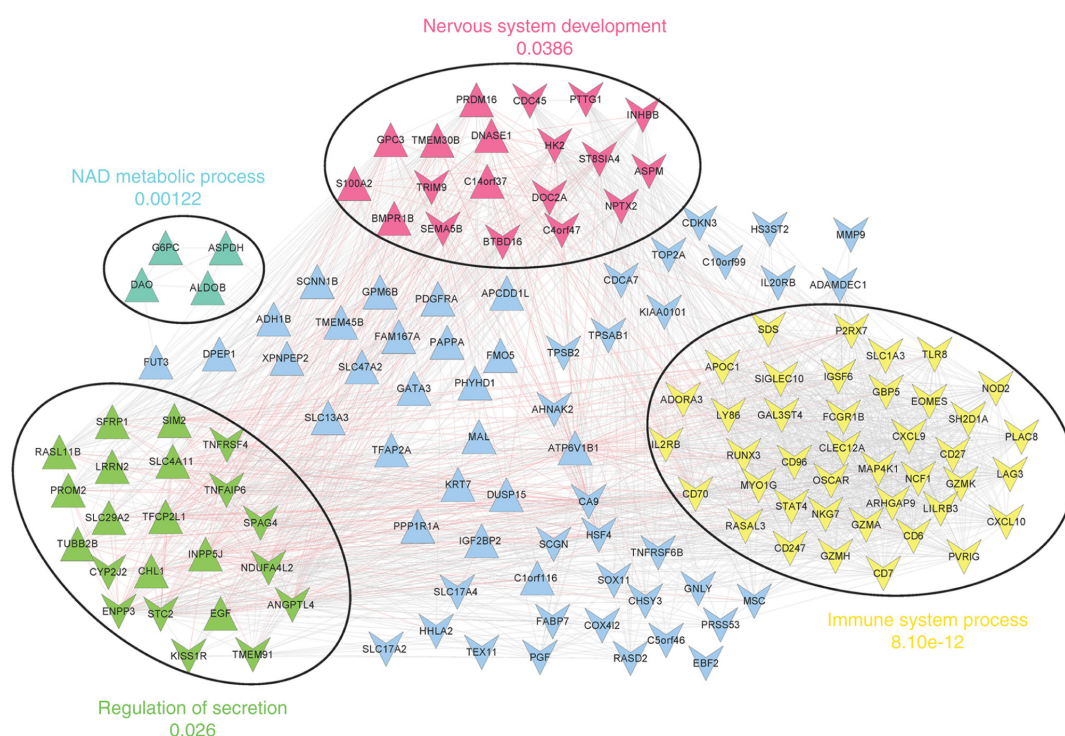 Nervous system development
0.0386
PRDM16
CDC45
PTTG1
INHBB
GPC3
TMEM30B
DNASE1
HK2
ST8SIA4
ASPM
S100A2
TRIM9
C14orf37
DOC2A
NPTX2
BMPR1B
SEMA5B
BTBD16
C4orf47
NAD metabolic process
0.00122
G6PC
ASPDH
DAO
ALDOB
CDKN3
HS3ST2
MMP9
TOP2A
C10orf99
CDCA7
IL20RB
ADAMDEC1
KIAA0101
SCNN1B
GPM6B
PDGFRA
APCDD1L
ADH1B
TMEM45B
FAM167A
PAPPA
TPSAB1
FUT3
DPEP1
XPNPEP2
SLC47A2
FMO5
TPSB2
GATA3
PHYHD1
SLC13A3
AHNAK2
TFAP2A
MAL
ATP6V1B1
KRT7
DUSP15
CA9
PPP1R1A
IGF2BP2
SCGN
HSF4
TNFRSF6B
SLC17A4
C1orf116
SOX11
GNLY
CHSY3
MSC
HHLA2
FABP7
COX4I2
PRSS53
C5orf46
SLC17A2
TEX11
PGF
RASD2
EBF2
SDS
P2RX7
APOC1
SIGLEC10
IGSF6
SLC1A3
TLR8
ADORA3
GBP5
EOMES
NOD2
LY86
GAL3ST4
FCGR1B
SH2D1A
IL2RB
RUNX3
CD96
CLEC12A
CXCL9
CD27
PLAC8
CD70
MYO1G
OSCAR
MAP4K1
NCF1
GZMK
LAG3
RASAL3
STAT4
NKG7
ARHGAP9
LILRB3
GZMA
CXCL10
CD247
GZMH
CD6
PVRIG
CD7
Immune system process
8.10e-12
SFRP1
SIM2
TNFRSF4
RASL11B
LRRN2
SLC4A11
PROM2
TNFAIP6
SLC29A2
TFCP2L1
SPAG4
TUBB2B
CYP2J2
CHL1
INPP5J
NDUFA4L2
ENPP3
STC2
EGF
ANGPTL4
KISS1R
TMEM91
Regulation of secretion
0.026